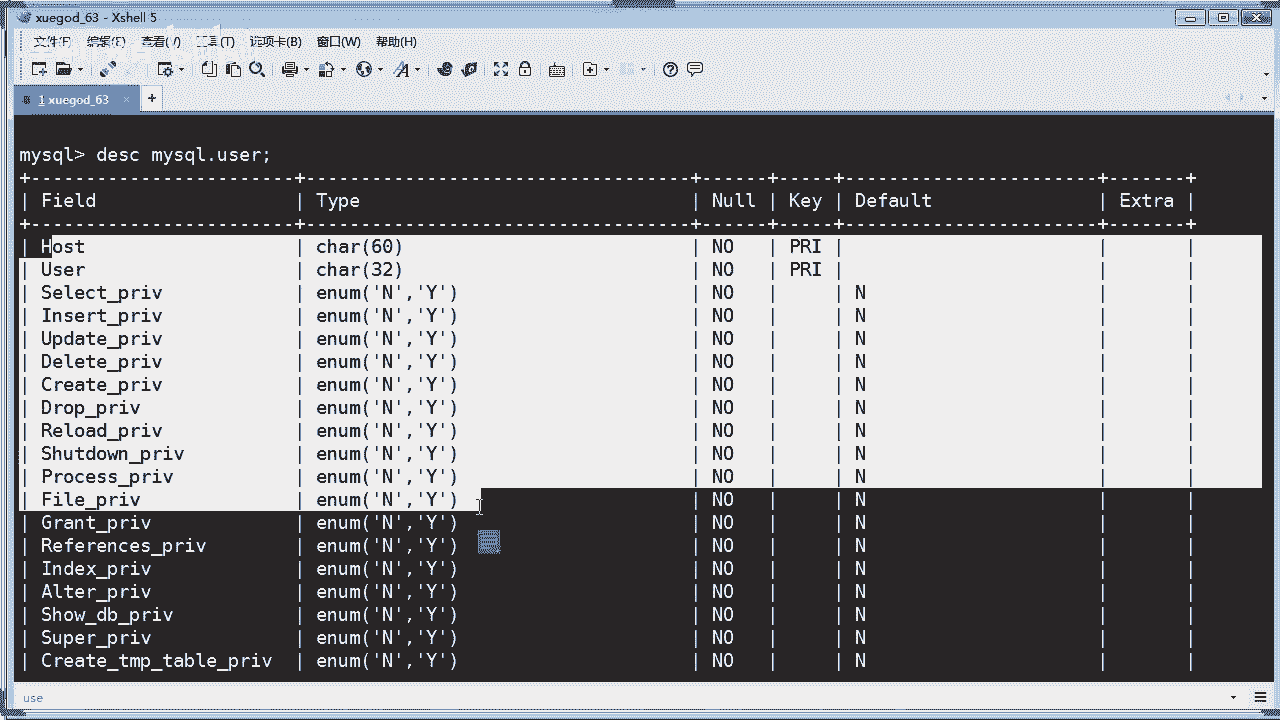 xuegod_63 - Xshell 5
文件(F) 编辑(E) 查看(V) 工具(T) 选项卡(B) 窗口(W) 帮助(H)
1 xuegod_63 × +
mysql> desc mysql.user;
+-------------------------+------------------------------------+------+-----+-----------------------+-------+
| Field | Type | Null | Key | Default | Extra |
+-------------------------+------------------------------------+------+-----+-----------------------+-------+
| Host | char(60) | NO | PRI | | |
| User | char(32) | NO | PRI | | |
| Select_priv | enum('N','Y') | NO | | N | |
| Insert_priv | enum('N','Y') | NO | | N | |
| Update_priv | enum('N','Y') | NO | | N | |
| Delete_priv | enum('N','Y') | NO | | N | |
| Create_priv | enum('N','Y') | NO | | N | |
| Drop_priv | enum('N','Y') | NO | | N | |
| Reload_priv | enum('N','Y') | NO | | N | |
| Shutdown_priv | enum('N','Y') | NO | | N | |
| Process_priv | enum('N','Y') | NO | | N | |
| File_priv | enum('N','Y') | NO | | N | |
| Grant_priv | enum('N','Y') | NO | | N | |
| References_priv | enum('N','Y') | NO | | N | |
| Index_priv | enum('N','Y') | NO | | N | |
| Alter_priv | enum('N','Y') | NO | | N | |
| Show_db_priv | enum('N','Y') | NO | | N | |
| Super_priv | enum('N','Y') | NO | | N | |
| Create_tmp_table_priv | enum('N','Y') | NO | | N | |
use